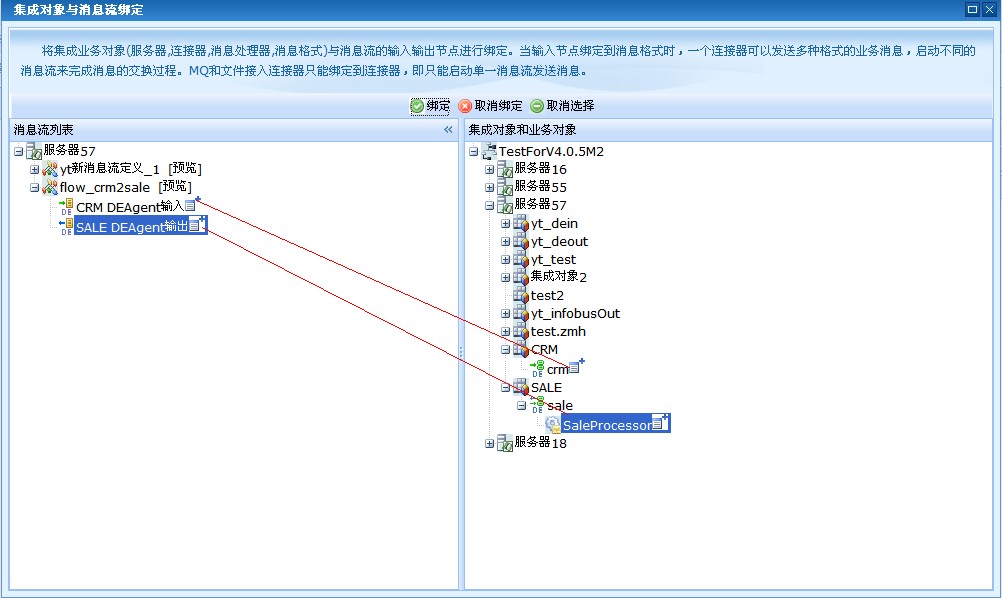 集成对象与消息流绑定
将集成业务对象(服务器,连接器,消息处理器,消息格式)与消息流的输入输出节点进行绑定。当输入节点绑定到消息格式时，一个连接器可以发送多种格式的业务消息，启动不同的
消息流来完成消息的交换过程。MQ和文件接入连接器只能绑定到连接器，即只能启动单一消息流发送消息。
绑定 取消绑定 取消选择
消息流列表
服务器57
yt新消息流定义_1 [预览]
flow_crm2sale [预览]
CRM DEAgent输入
SALE DEAgent输出
集成对象和业务对象
TestForV4.0.5M2
服务器16
服务器55
服务器57
yt_dein
yt_deout
yt_test
集成对象2
test2
yt_infobusOut
test.zmh
CRM
crm
SALE
sale
SaleProcessor
服务器18